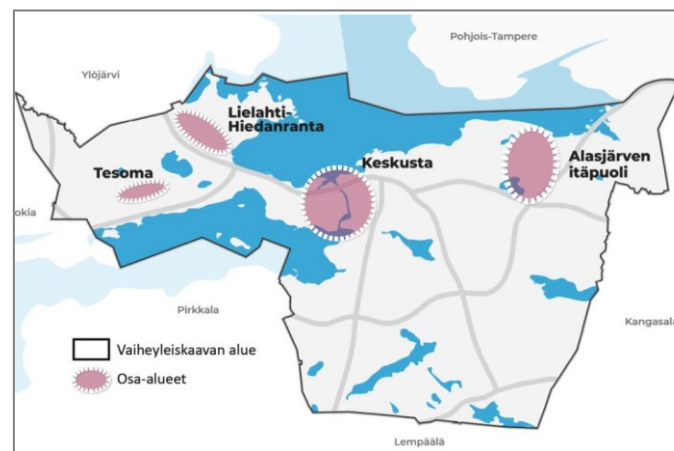 Pohjois-Tampere
Ylöjärvi
Lielahti-
Hiedanranta
Tesoma
Keskusta
Alasjärven
itäpuoli
okia
Pirkkala
Kangasala
Vaiheyleiskaavan alue
Osa-alueet
Lempäälä